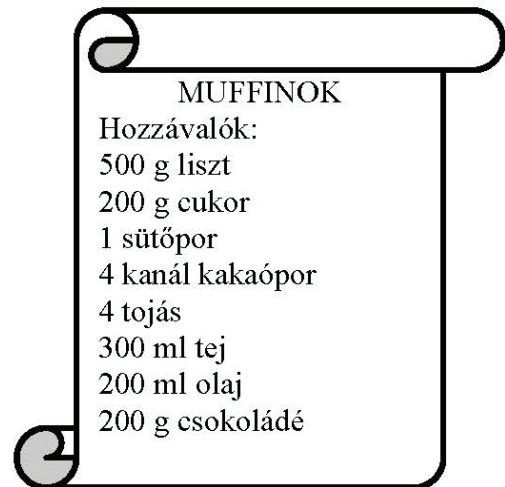 MUFFINOK
Hozzávalók:
500 g liszt
200 g cukor
1 sütőpor
4 kanál kakaópor
4 tojás
300 ml tej
200 ml olaj
200 g csokoládé